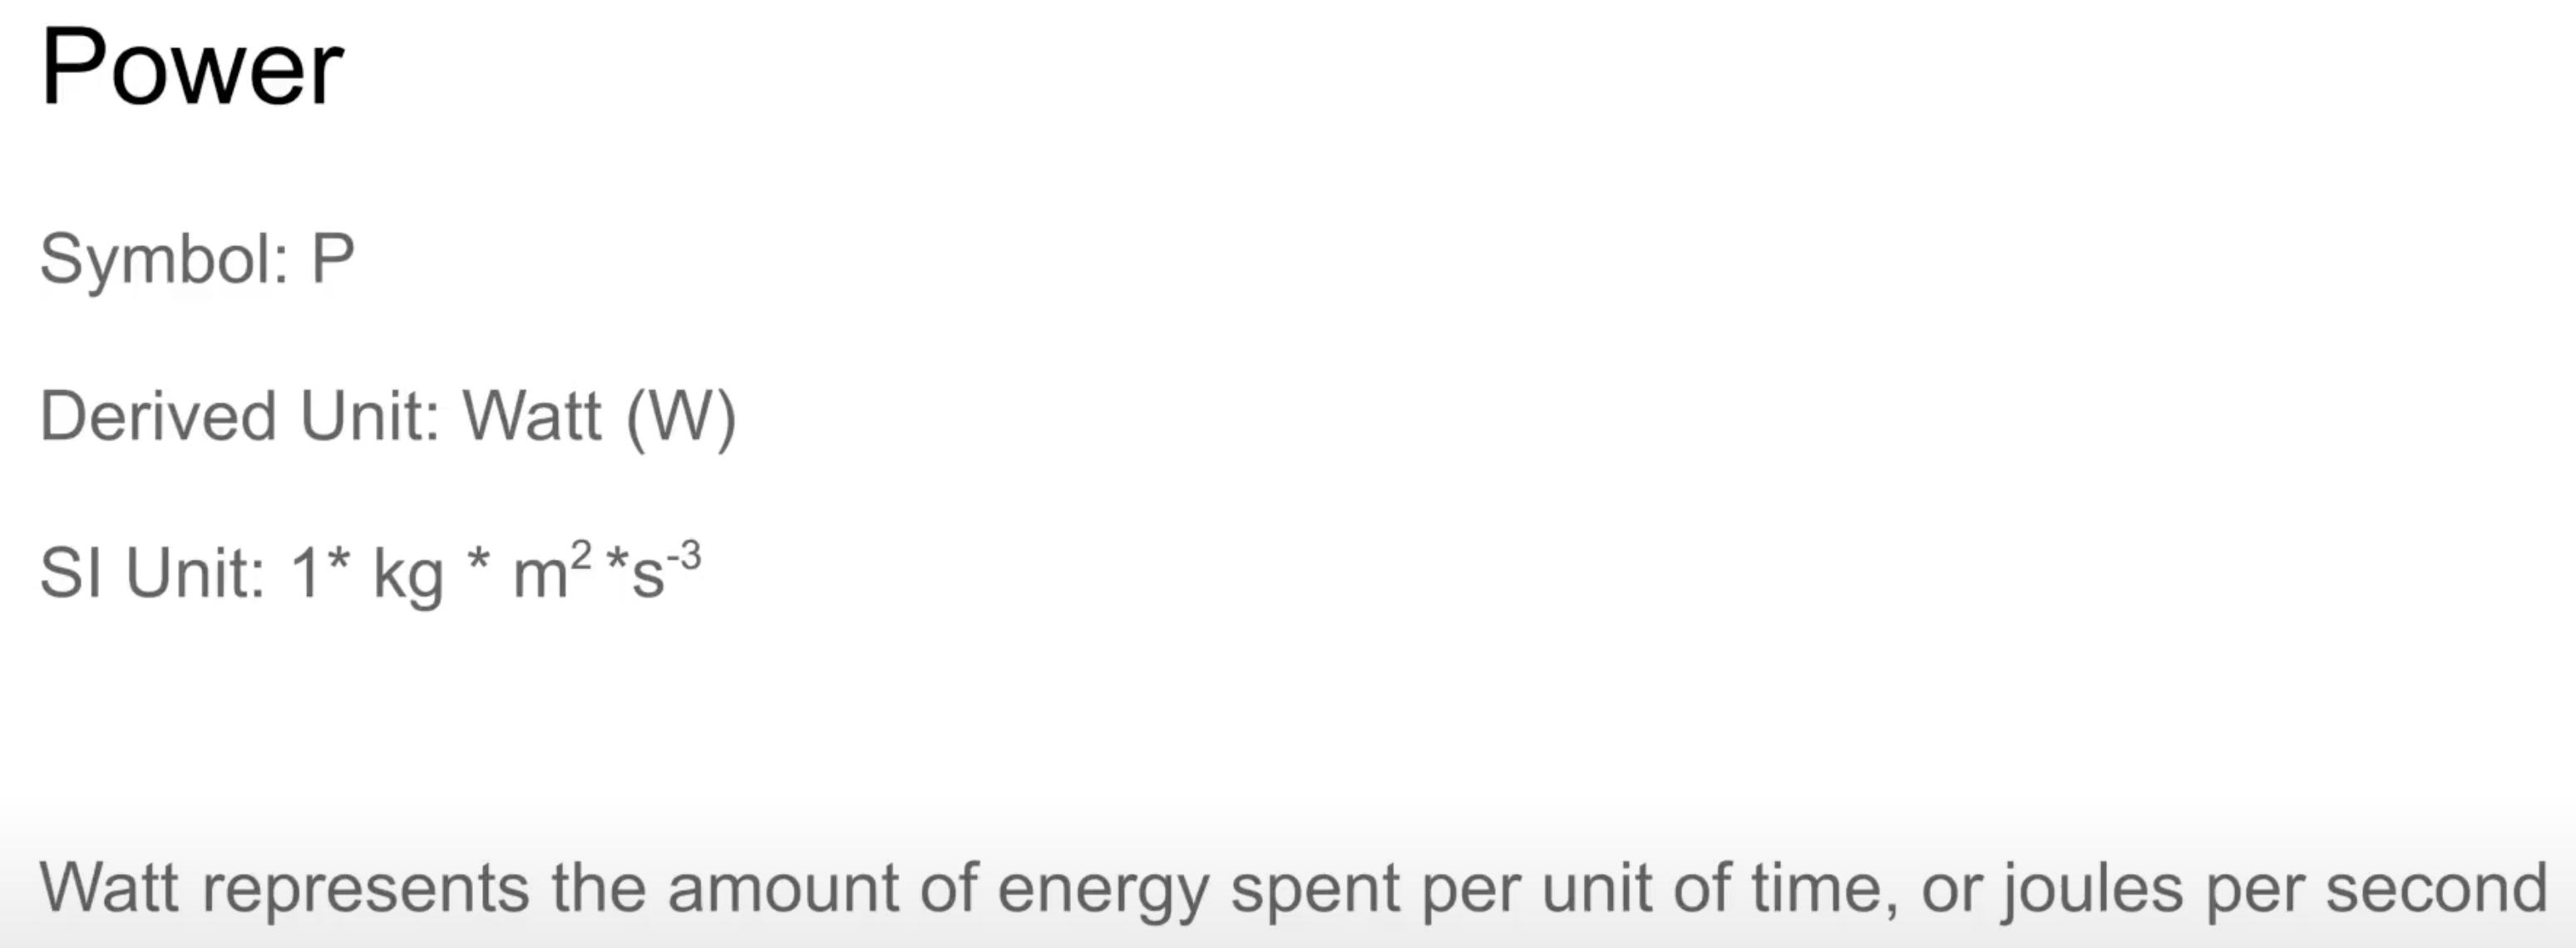 Power
Symbol: P
Derived Unit: Watt (W)
SI Unit: 1* kg * m² *s⁻³
Watt represents the amount of energy spent per unit of time, or joules per second